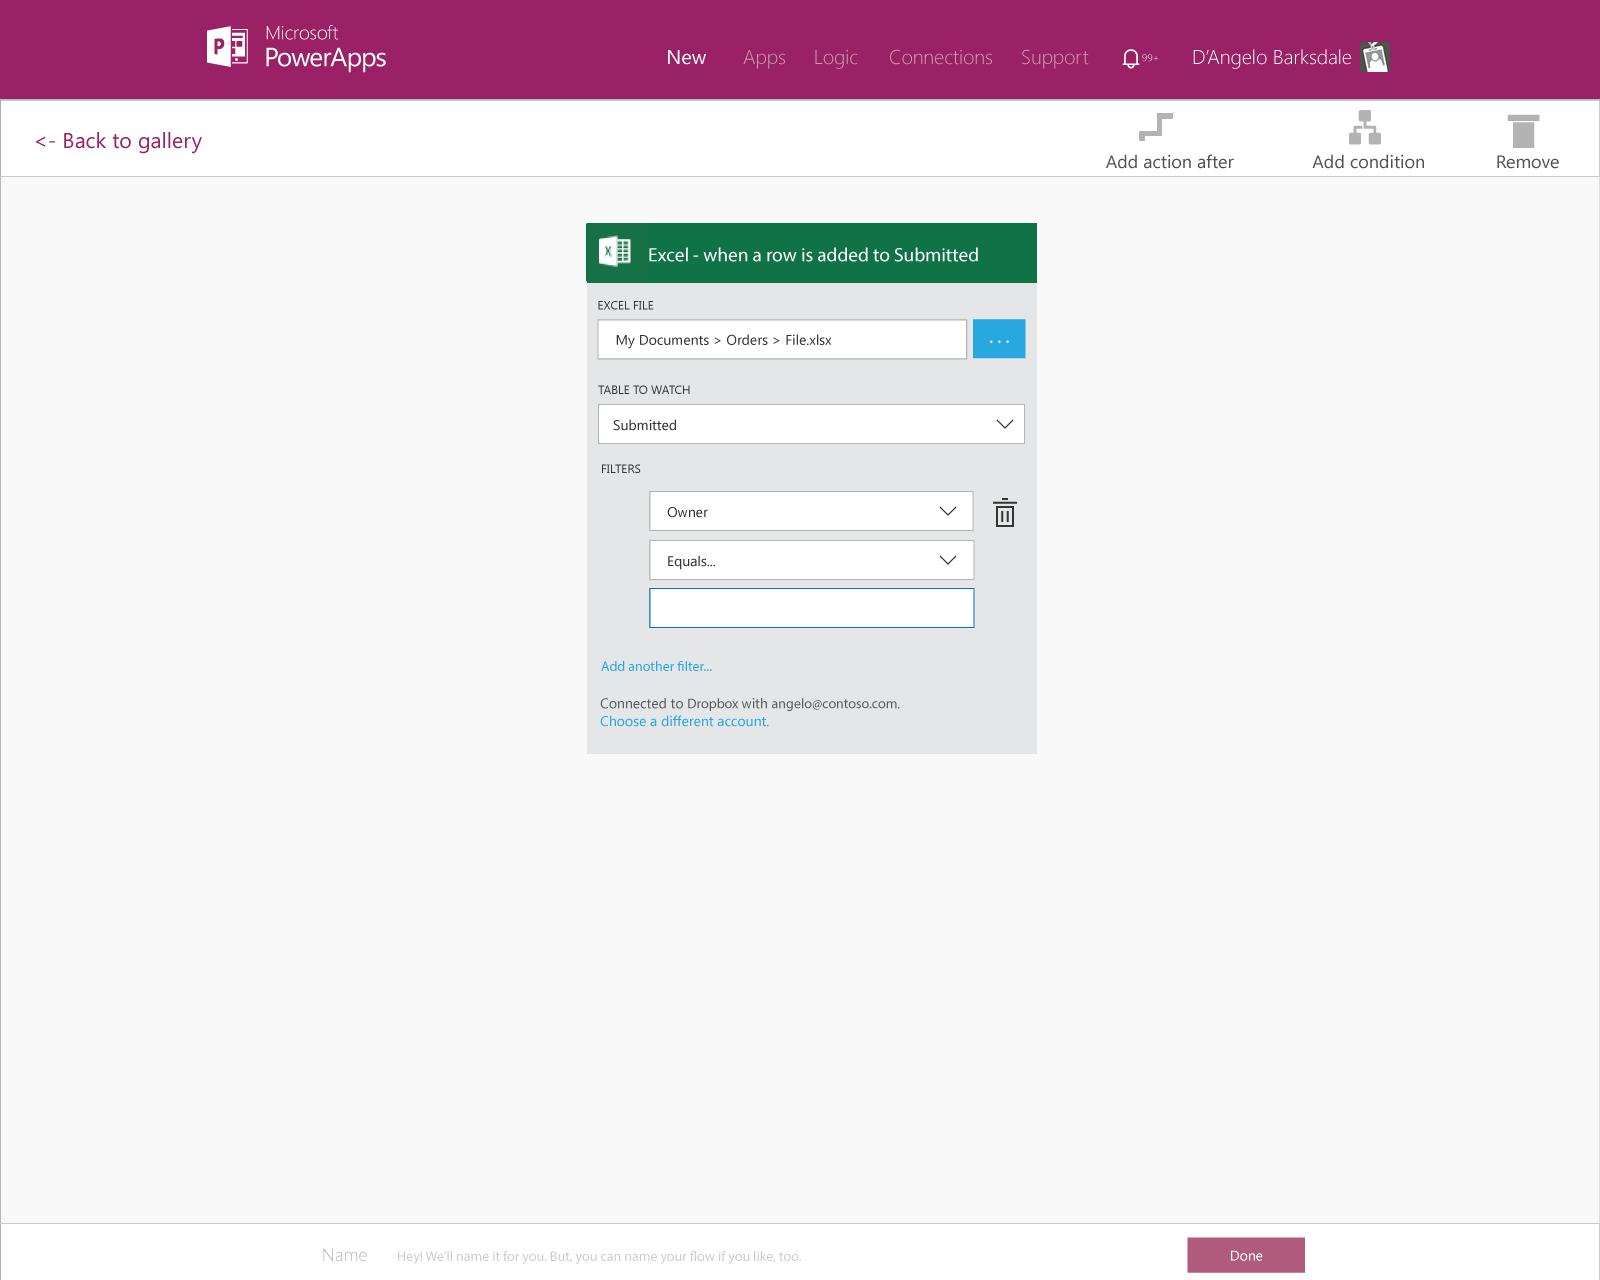 Microsoft
PowerApps
New Apps Logic Connections Support 99+ D'Angelo Barksdale
<- Back to gallery
Add action after Add condition Remove
Excel - when a row is added to Submitted
EXCEL FILE
My Documents > Orders > File.xlsx ...
TABLE TO WATCH
Submitted
FILTERS
Owner
Equals...
Add another filter...
Connected to Dropbox with angelo@contoso.com.
Choose a different account.
Name Hey! We'll name it for you. But, you can name your flow if you like, too. Done